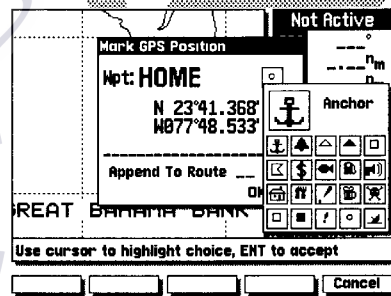 Not Active
Mark GPS Position
Wpt: HOME
N 23°41.368'
W077°48.533'
Anchor
Append To Route
GREAT BAHAMA BANK
Use cursor to highlight choice, ENT to accept
Cancel